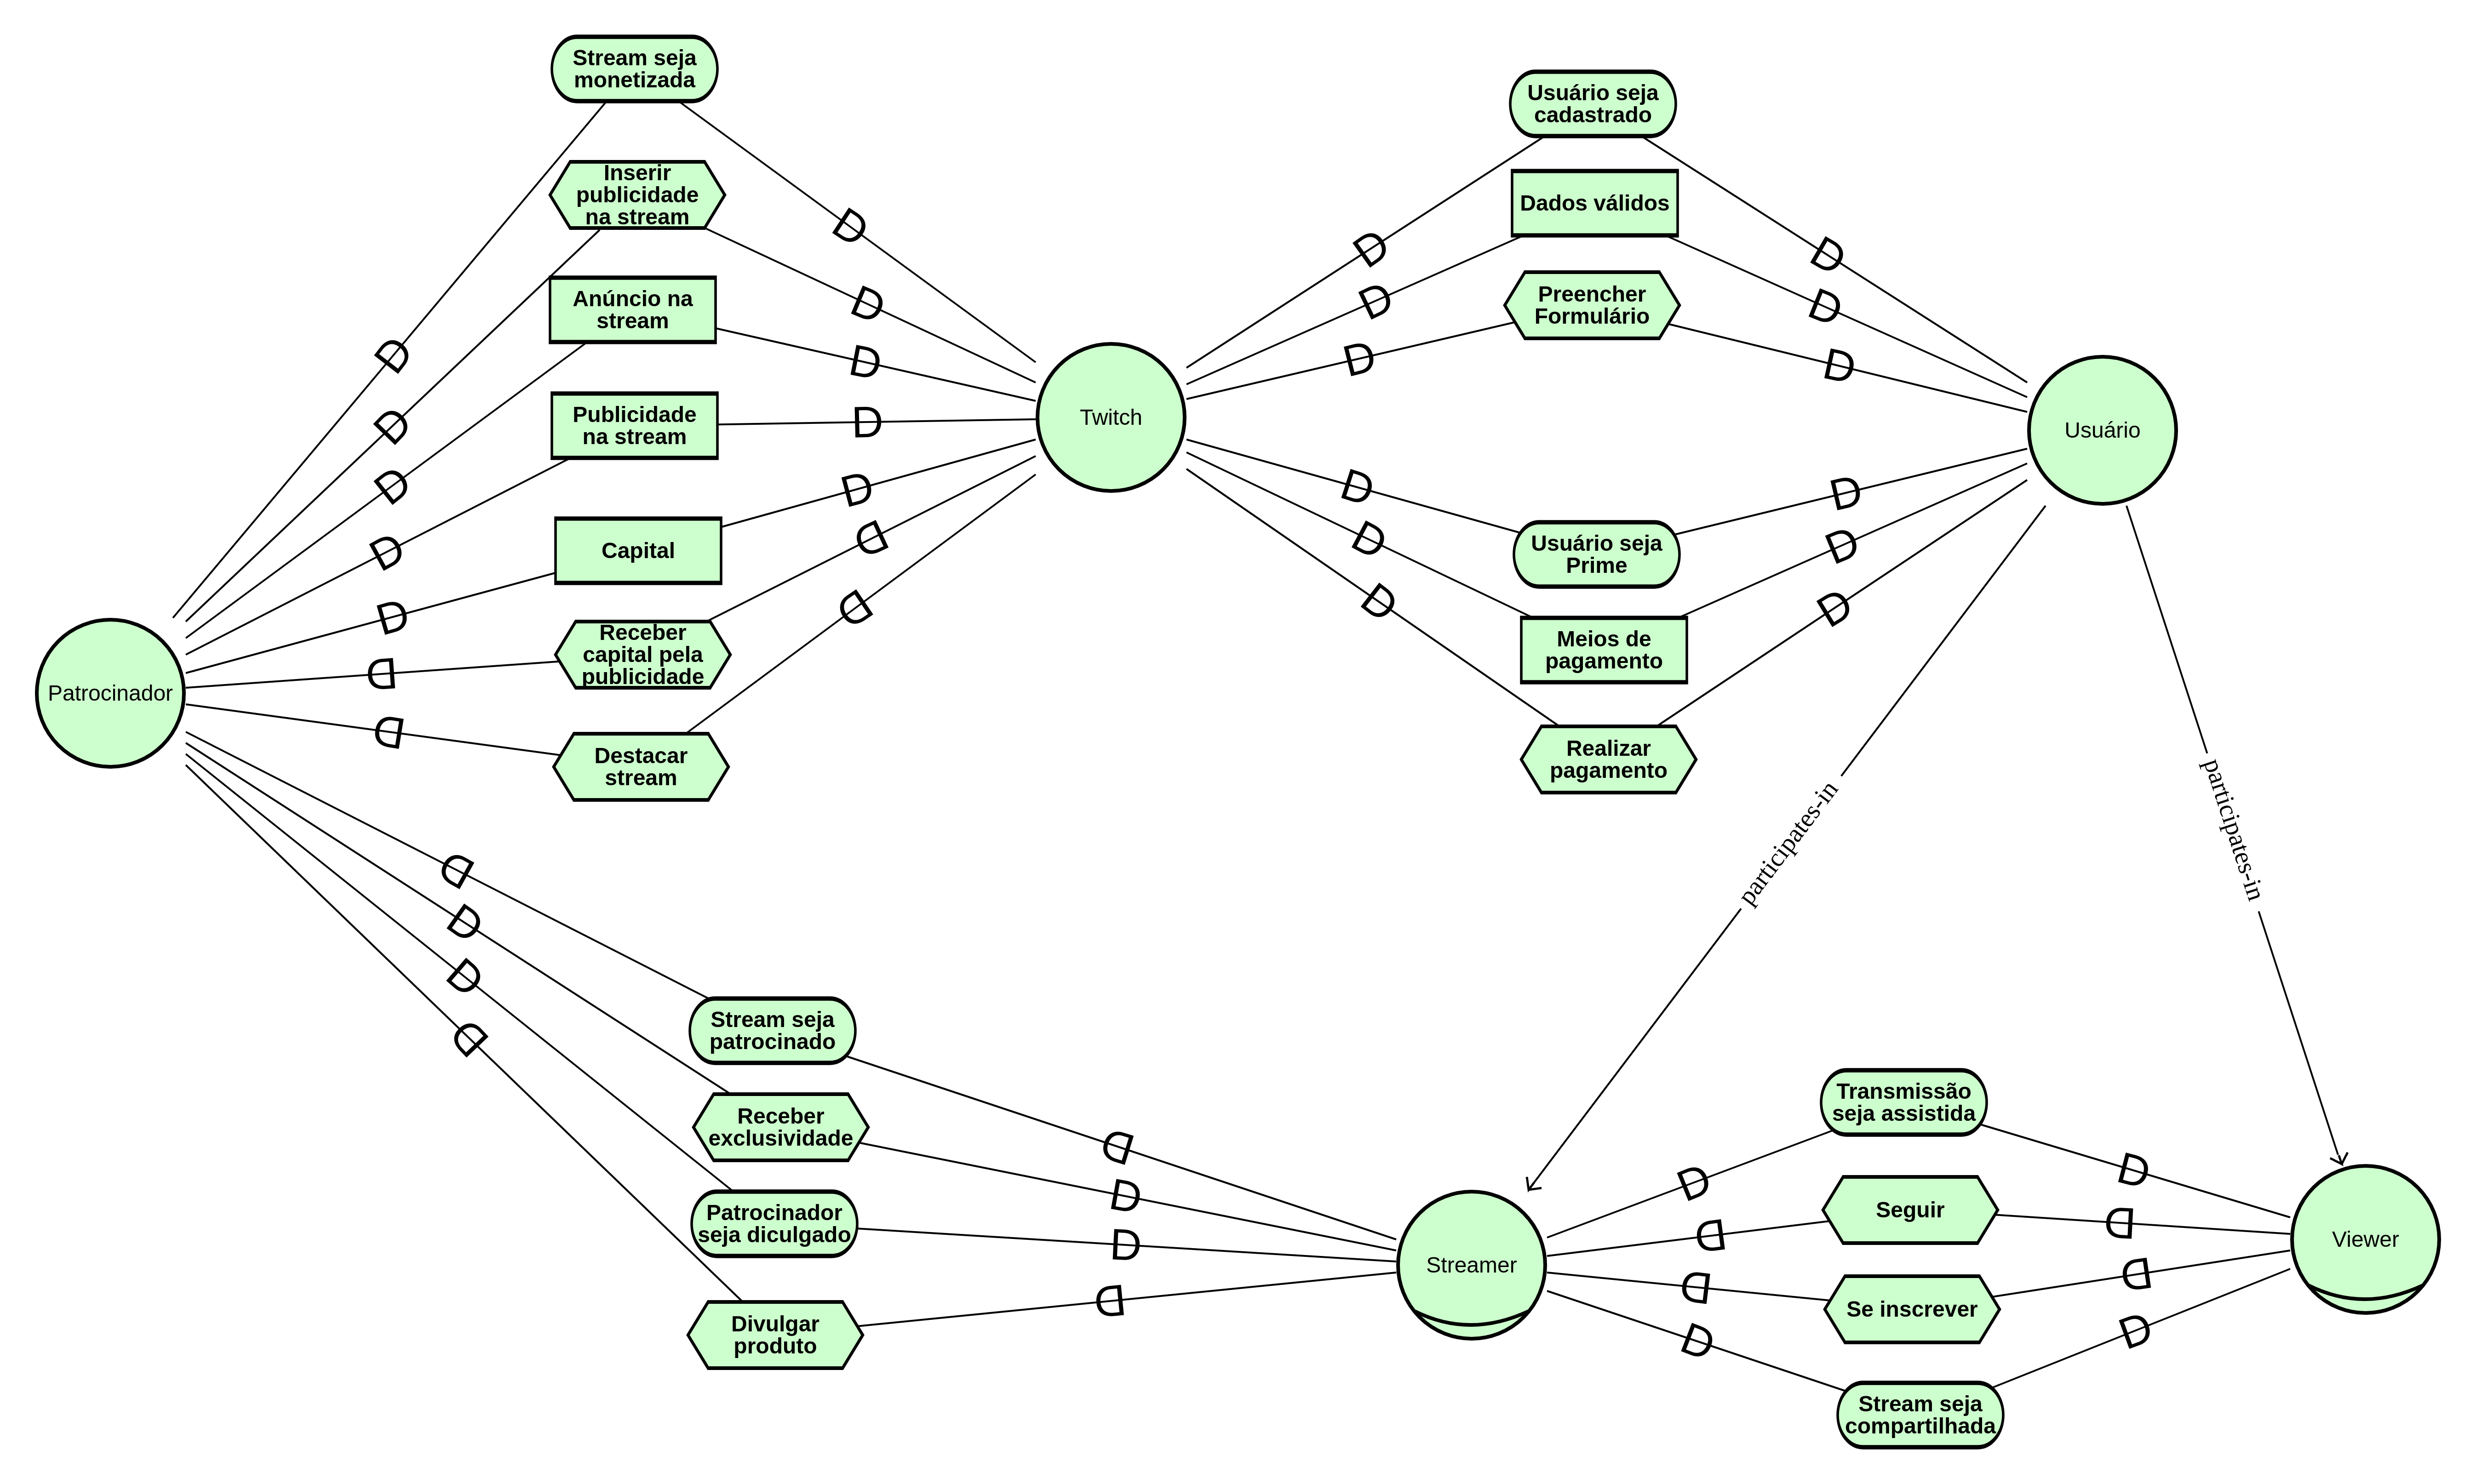 Stream seja
monetizada
Inserir
publicidade
na stream
Anúncio na
stream
Publicidade
na stream
Capital
Receber
capital pela
publicidade
Destacar
stream
Patrocinador
Twitch
Usuário seja
cadastrado
Dados válidos
Preencher
Formulário
Usuário seja
Prime
Meios de
pagamento
Realizar
pagamento
Usuário
participates-in
participates-in
Stream seja
patrocinado
Receber
exclusividade
Patrocinador
seja diculgado
Divulgar
produto
Streamer
Transmissão
seja assistida
Seguir
Se inscrever
Stream seja
compartilhada
Viewer